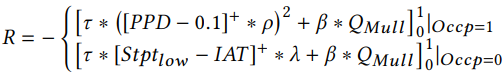 R = - { [τ * ([PPD - 0.1]⁺ * ρ)² + β * Q_Mull]₀¹|_Occp=1
[τ * [Stpt_low - IAT]⁺ * λ + β * Q_Mull]₀¹|_Occp=0